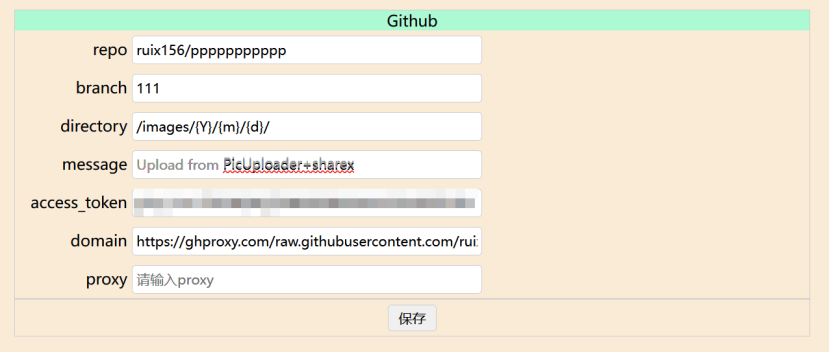 Github
repo ruix156/ppppppppppp
branch 111
directory /images/{Y}/{m}/{d}/
message Upload from PicUploader+sharex
access_token
domain https://ghproxy.com/raw.githubusercontent.com/rui
proxy 请输入proxy
保存